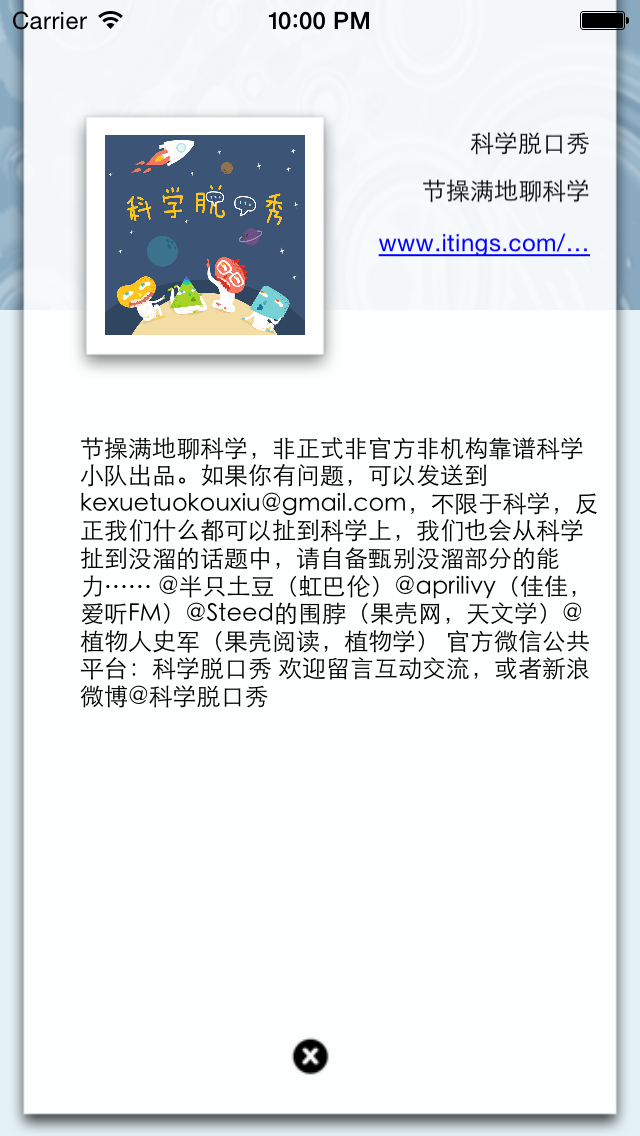 Carrier 10:00 PM
科学脱口秀
科学脱口秀
节操满地聊科学
www.itings.com/...
节操满地聊科学，非正式非官方非机构靠谱科学
小队出品。如果你有问题，可以发送到
kexuetuokouxiu@gmail.com，不限于科学，反
正我们什么都可以扯到科学上，我们也会从科学
扯到没溜的话题中，请自备甄别没溜部分的能
力…… @半只土豆（虹巴伦）@aprilivy（佳佳，
爱听FM）@Steed的围脖（果壳网，天文学）@
植物人史军（果壳阅读，植物学） 官方微信公共
平台：科学脱口秀 欢迎留言互动交流，或者新浪
微博@科学脱口秀